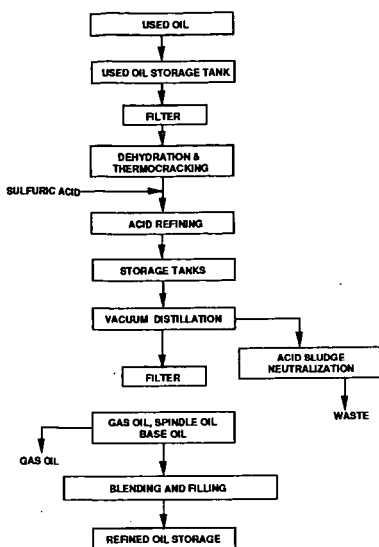 USED OIL
USED OIL STORAGE TANK
FILTER
DEHYDRATION &
THERMOCRACKING
SULFURIC ACID
ACID REFINING
STORAGE TANKS
VACUUM DISTILLATION
ACID SLUDGE
NEUTRALIZATION
FILTER
WASTE
GAS OIL, SPINDLE OIL
BASE OIL
GAS OIL
BLENDING AND FILLING
REFINED OIL STORAGE